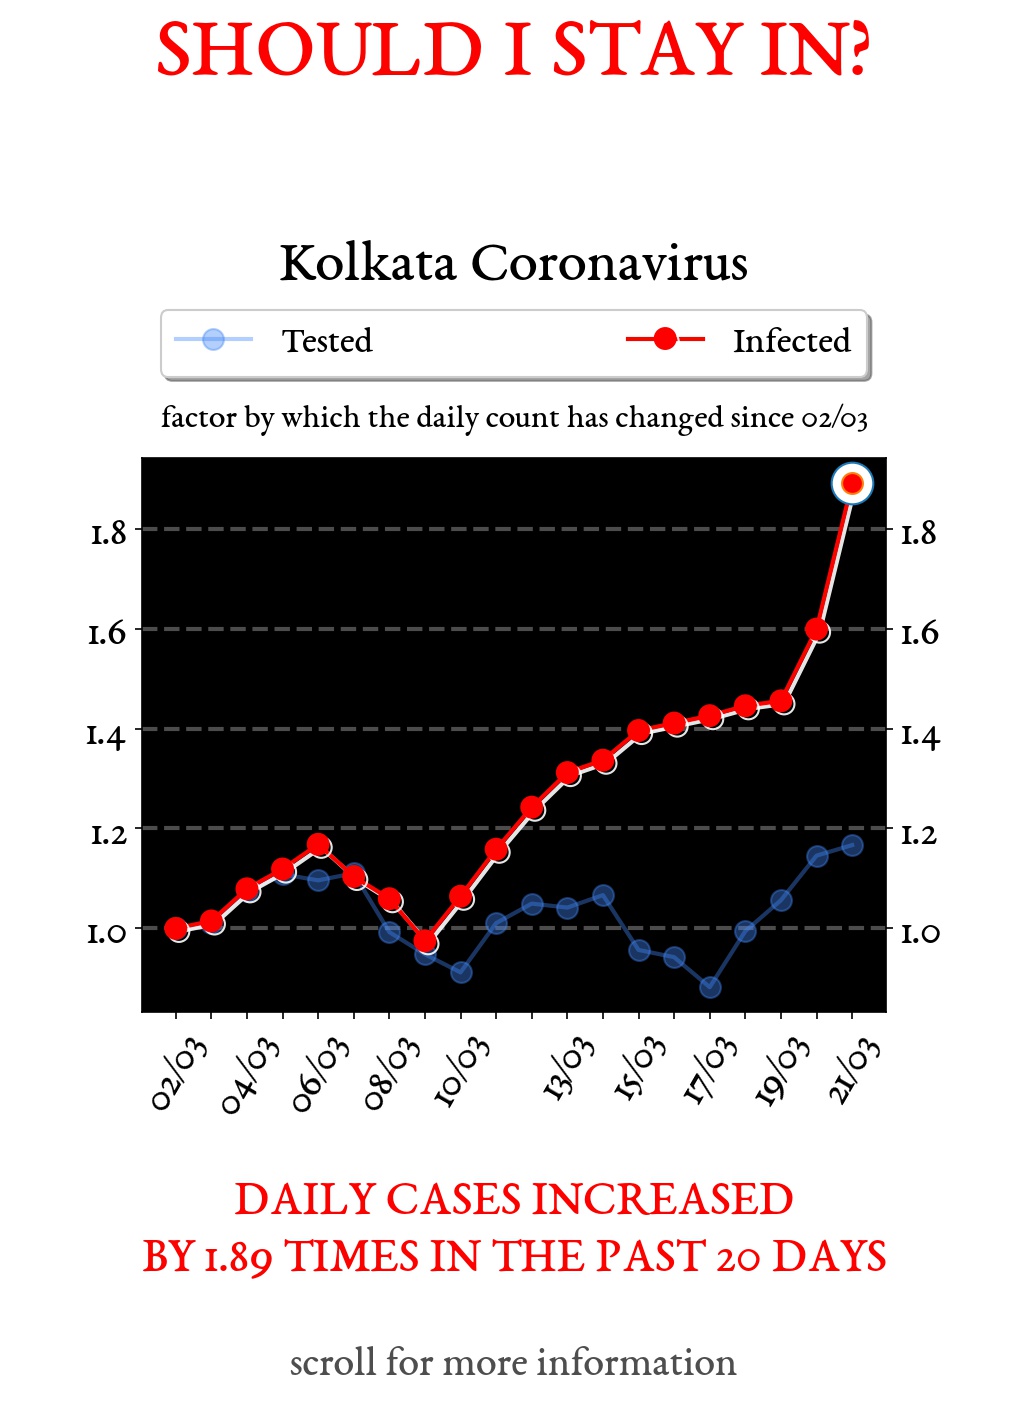 SHOULD I STAY IN?
Kolkata Coronavirus
Tested Infected
factor by which the daily count has changed since 02/03
1.8 1.8
1.6 1.6
1.4 1.4
1.2 1.2
1.0 1.0
02/03 04/03 06/03 08/03 10/03 13/03 15/03 17/03 19/03 21/03
DAILY CASES INCREASED
BY 1.89 TIMES IN THE PAST 20 DAYS
scroll for more information